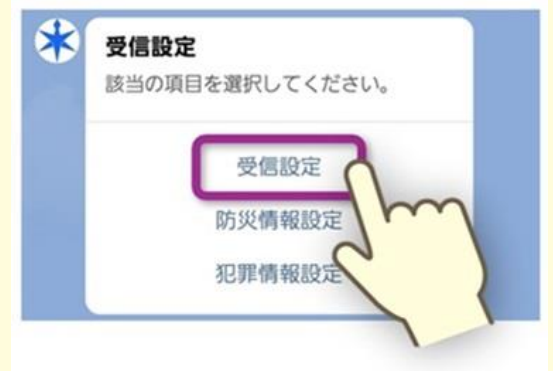 受信設定
該当の項目を選択してください。
受信設定
防災情報設定
犯罪情報設定